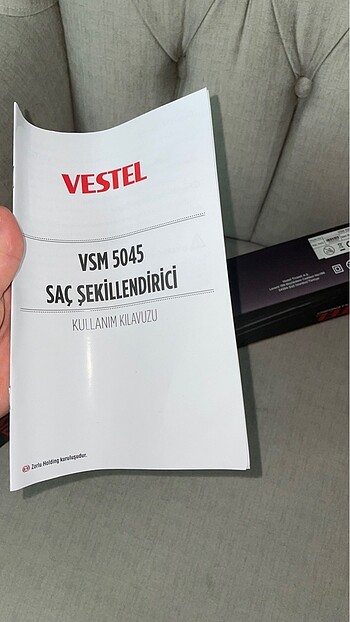 VESTEL
VSM 5045
SAÇ ŞEKİLLENDİRİCİ
KULLANIM KILAVUZU
Zorlu Holding kuruluşudur.